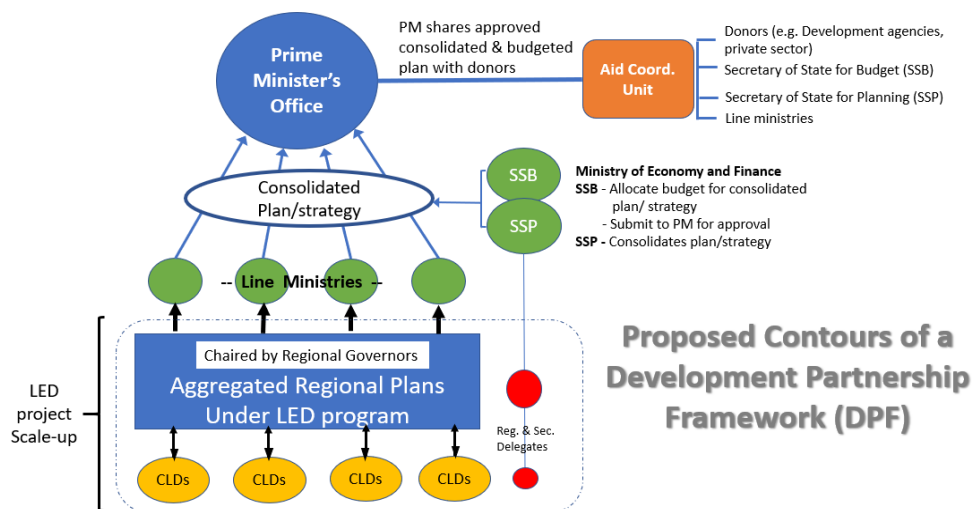 PM shares approved
consolidated & budgeted
plan with donors
Prime
Minister's
Office
Aid Coord.
Unit
Donors (e.g. Development agencies,
private sector)
Secretary of State for Budget (SSB)
Secretary of State for Planning (SSP)
Line ministries
Consolidated
Plan/strategy
SSB
SSP
Ministry of Economy and Finance
SSB - Allocate budget for consolidated
plan/ strategy
- Submit to PM for approval
SSP - Consolidates plan/strategy
-- Line Ministries --
LED
project
Scale-up
Chaired by Regional Governors
Aggregated Regional Plans
Under LED program
Reg. & Sec.
Delegates
CLDs
CLDs
CLDs
CLDs
Proposed Contours of a
Development Partnership
Framework (DPF)